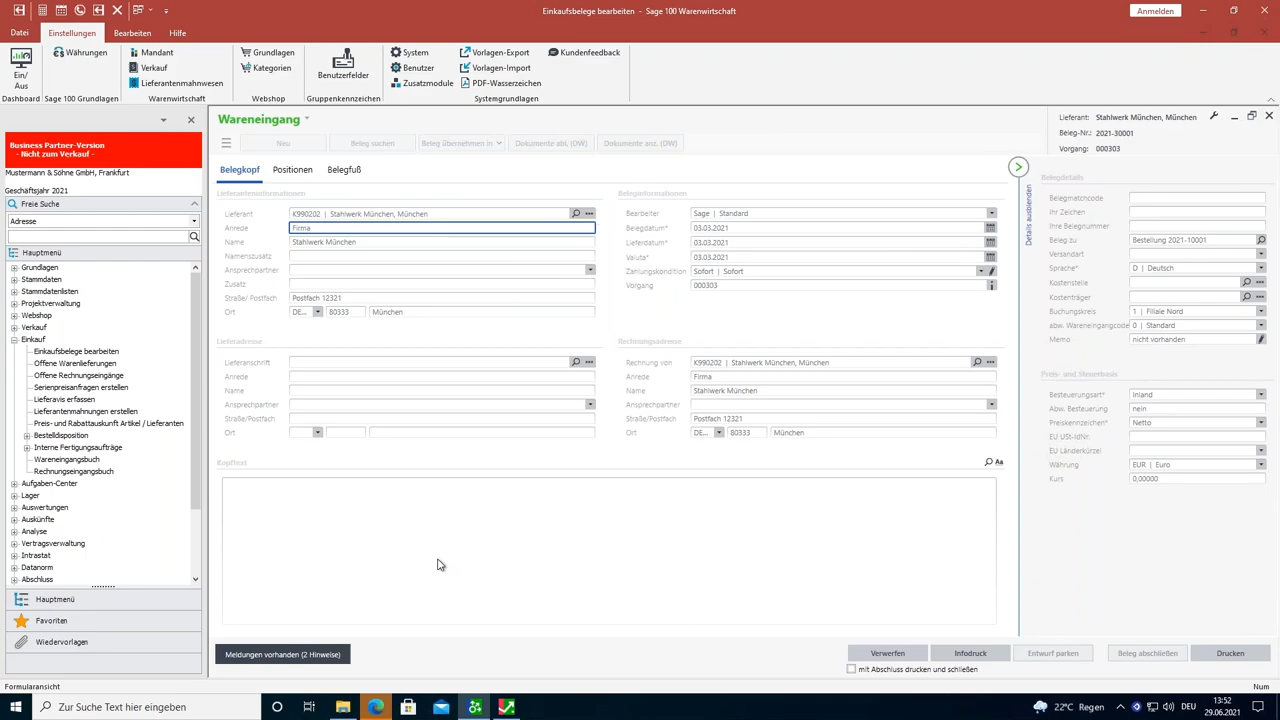 Einkaufsbelege bearbeiten - Sage 100 Warenwirtschaft
Anmelden
Datei Einstellungen Bearbeiten Hilfe
Ein/
Aus
Dashboard
Währungen
Sage 100 Grundlagen
Mandant
Verkauf
Lieferantenmahnwesen
Warenwirtschaft
Grundlagen
Kategorien
Webshop
Benutzerfelder
Gruppenkennzeichen
System
Benutzer
Zusatzmodule
Vorlagen-Export
Vorlagen-Import
PDF-Wasserzeichen
Kundenfeedback
Systemgrundlagen
Business Partner-Version
- Nicht zum Verkauf -
Mustermann & Söhne GmbH, Frankfurt
Geschäftsjahr 2021
Freie Suche
Adresse
Hauptmenü
Grundlagen
Stammdaten
Stammdatenlisten
Projektverwaltung
Webshop
Verkauf
Einkauf
Einkaufsbelege bearbeiten
Offene Warenlieferungen
Offene Rechnungseingänge
Serienpreisanfragen erstellen
Lieferavis erfassen
Lieferantenmahnungen erstellen
Preis- und Rabattauskunft Artikel / Lieferanten
Bestelldisposition
Interne Fertigungsaufträge
Wareneingangsbuch
Rechnungseingangsbuch
Aufgaben-Center
Lager
Auswertungen
Auskünfte
Analyse
Vertragsverwaltung
Intrastat
Datanorm
Abschluss
Hauptmenü
Favoriten
Wiedervorlagen
Wareneingang
Neu Beleg suchen Beleg übernehmen in Dokumente abl. (DW) Dokumente anz. (DW)
Belegkopf Positionen Belegfuß
Lieferanteninformationen
Lieferant K990202 | Stahlwerk München, München
Anrede Firma
Name Stahlwerk München
Namenszusatz
Ansprechpartner
Zusatz
Straße/ Postfach Postfach 12321
Ort DE... 80333 München
Beleginformationen
Bearbeiter Sage | Standard
Belegdatum* 03.03.2021
Lieferdatum* 03.03.2021
Valuta* 03.03.2021
Zahlungskondition Sofort | Sofort
Vorgang 000303
Lieferadresse
Lieferanschrift
Anrede
Name
Ansprechpartner
Straße/Postfach
Ort
Rechnungsadresse
Rechnung von K990202 | Stahlwerk München, München
Anrede Firma
Name Stahlwerk München
Ansprechpartner
Straße/Postfach Postfach 12321
Ort DE... 80333 München
Kopftext
Aa
Details ausblenden
Lieferant: Stahlwerk München, München
Beleg-Nr.: 2021-30001
Vorgang: 000303
Belegdetails
Belegmatchcode
Ihr Zeichen
Ihre Belegnummer
Beleg zu Bestellung 2021-10001
Versandart
Sprache* D | Deutsch
Kostenstelle
Kostenträger
Buchungskreis 1 | Filiale Nord
abw. Wareneingangcode 0 | Standard
Memo nicht vorhanden
Preis- und Steuerbasis
Besteuerungsart* Inland
Abw. Besteuerung nein
Preiskennzeichen* Netto
EU USt-IdNr.
EU Länderkürzel
Währung EUR | Euro
Kurs 0,00000
Meldungen vorhanden (2 Hinweise)
Verwerfen Infodruck Entwurf parken Beleg abschließen Drucken
mit Abschluss drucken und schließen
Formularansicht
Num
Zur Suche Text hier eingeben
22°C Regen
DEU
13:52
29.06.2021